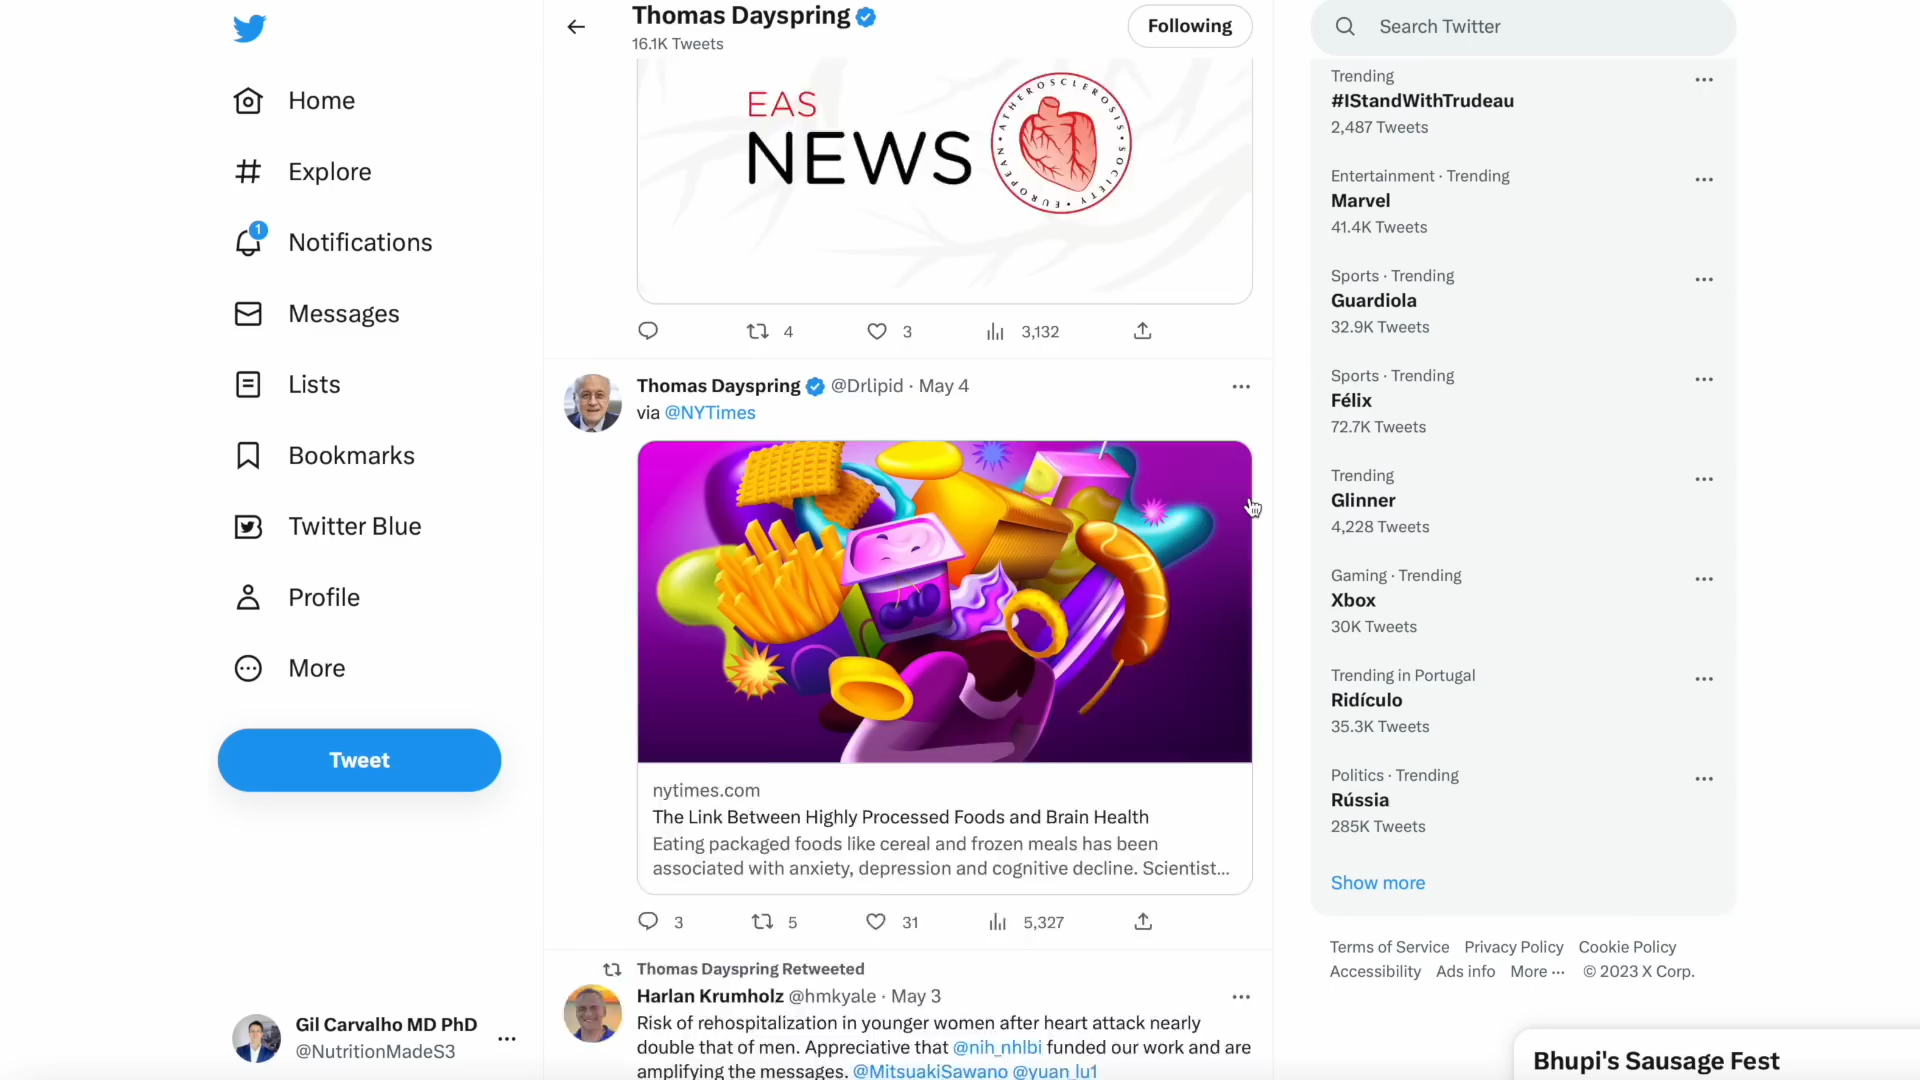 Home
Explore
1
Notifications
Messages
Lists
Bookmarks
Twitter Blue
Profile
More
Tweet
Gil Carvalho MD PhD
@NutritionMadeS3
Thomas Dayspring
16.1K Tweets
Following
EAS
NEWS
EUROPEAN • ATHEROSCLEROSIS • SOCIETY •
4
3
3,132
Thomas Dayspring @Drlipid · May 4
via @NYTimes
nytimes.com
The Link Between Highly Processed Foods and Brain Health
Eating packaged foods like cereal and frozen meals has been
associated with anxiety, depression and cognitive decline. Scientist...
3
5
31
5,327
Thomas Dayspring Retweeted
Harlan Krumholz @hmkyale · May 3
Risk of rehospitalization in younger women after heart attack nearly
double that of men. Appreciative that @nih_nhlbi funded our work and are
amplifying the messages. @MitsuakiSawano @yuan_lu1
Search Twitter
Trending
#IStandWithTrudeau
2,487 Tweets
Entertainment · Trending
Marvel
41.4K Tweets
Sports · Trending
Guardiola
32.9K Tweets
Sports · Trending
Félix
72.7K Tweets
Trending
Glinner
4,228 Tweets
Gaming · Trending
Xbox
30K Tweets
Trending in Portugal
Ridículo
35.3K Tweets
Politics · Trending
Rússia
285K Tweets
Show more
Terms of Service Privacy Policy Cookie Policy
Accessibility Ads info More ··· © 2023 X Corp.
Bhupi's Sausage Fest